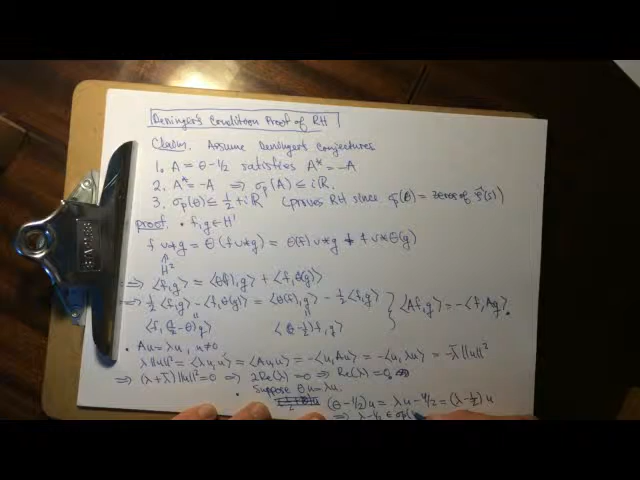 Deninger's Condition Proof of RH
Claim. Assume Deninger's Conjectures
1. A = θ - 1/2 satisfies A* = -A
2. A* = -A ⟹ σp(A) ⊆ iℝ.
3. σp(θ) ⊆ 1/2 + iℝ (proves RH since σp(θ) = zeros of ζ̂(s))
proof. • f,g ∈ H¹
f ∪ *g = θ(f ∪ *g) = θ(f) ∪ *g + f ∪ *θ(g)
↑
H²
⟹ ⟨f,g⟩ = ⟨θf, g⟩ + ⟨f, θ(g)⟩
⟹ 1/2 ⟨f,g⟩ - ⟨f, θ(g)⟩ = ⟨θ(f), g⟩ - 1/2 ⟨f,g⟩ } ⟨Af,g⟩ = -⟨f,Ag⟩.
⟨f, (1/2 - θ)g⟩ ⟨(θ - 1/2)f, g⟩
• Au = λu, u ≠ 0
λ||u||² = ⟨λu, u⟩ = ⟨Au, u⟩ = -⟨u, Au⟩ = -⟨u, λu⟩ = -λ̄||u||²
⟹ (λ + λ̄)||u||² = 0 ⟹ 2Re(λ) = 0 ⟹ Re(λ) = 0.
• Suppose θu = λu.
(θ - 1/2)u = λu - u/2 = (λ - 1/2)u
⟹ λ - 1/2 ∈ σp(